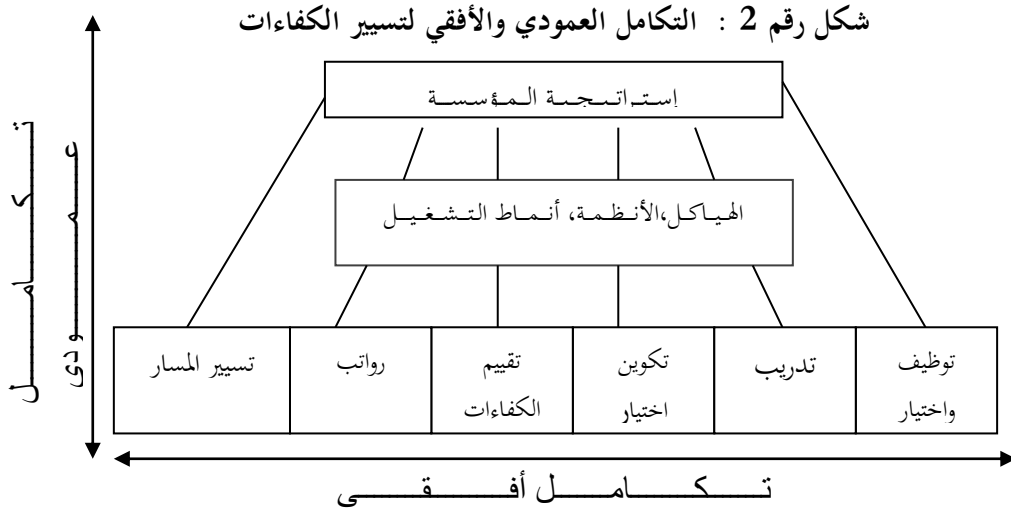 شكل رقم 2 : التكامل العمودي والأفقي لتسيير الكفاءات
إستراتيجية المؤسسة
الهياكل،الأنظمة، أنماط التشغيل
توظيف
واختيار
تدريب
تكوين
اختيار
تقييم
الكفاءات
رواتب
تسيير المسار
تكامل
عمودي
تكامل أفقي